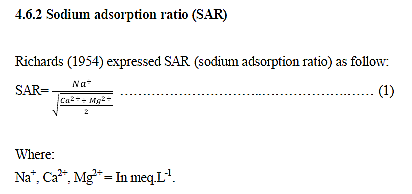 4.6.2 Sodium adsorption ratio (SAR)
Richards (1954) expressed SAR (sodium adsorption ratio) as follow:
SAR= Na⁺ / √((Ca²⁺ + Mg²⁺) / 2) ........................................................ (1)
Where:
Na⁺, Ca²⁺, Mg²⁺ = In meq.L⁻¹.